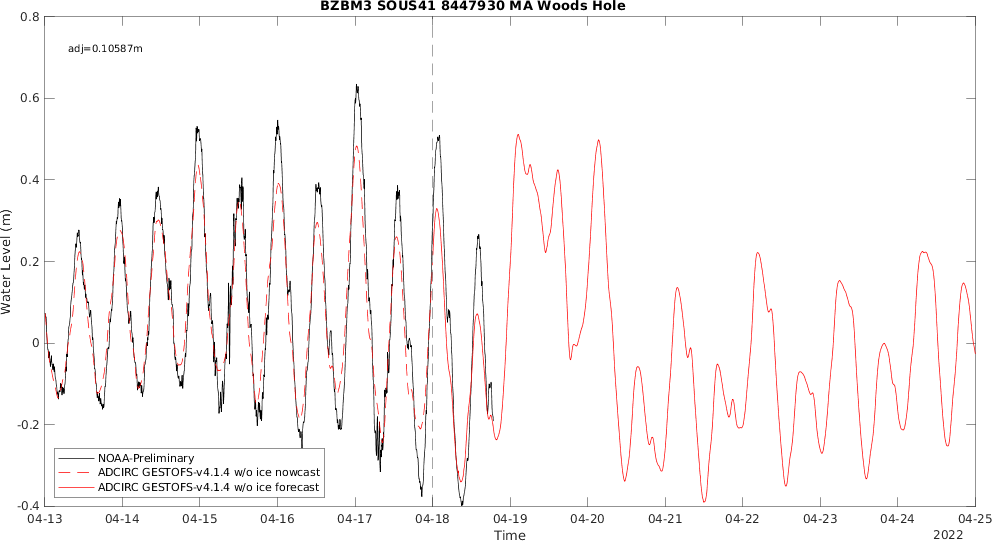 BZBM3 SOUS41 8447930 MA Woods Hole
adj=0.10587m
Water Level (m)
0.8
0.6
0.4
0.2
0
-0.2
-0.4
NOAA-Preliminary
ADCIRC GESTOFS-v4.1.4 w/o ice nowcast
ADCIRC GESTOFS-v4.1.4 w/o ice forecast
04-13 04-14 04-15 04-16 04-17 04-18 04-19 04-20 04-21 04-22 04-23 04-24 04-25
Time
2022